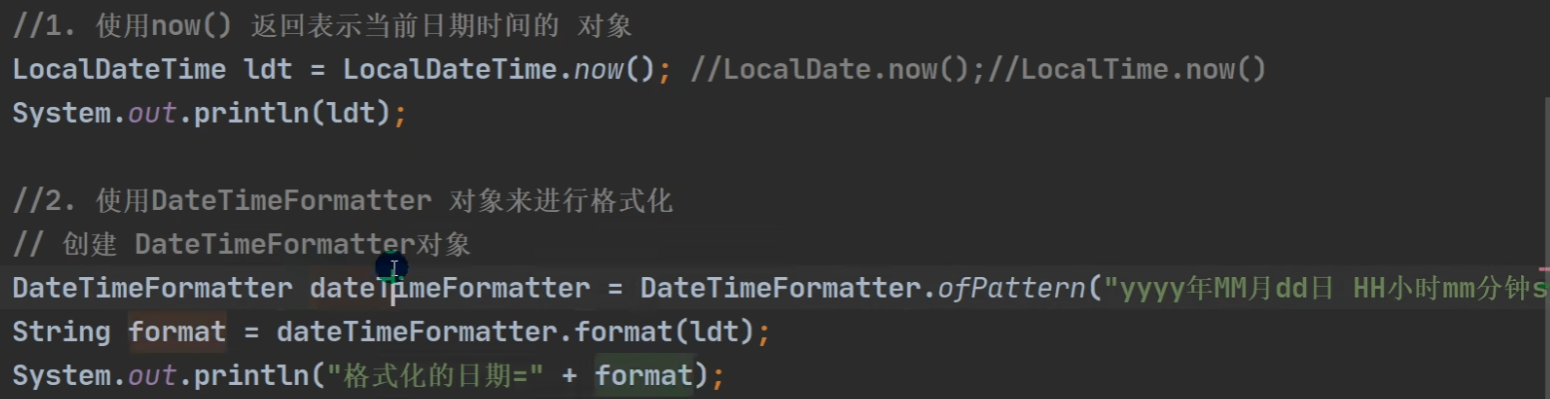 //1. 使用now() 返回表示当前日期时间的 对象
LocalDateTime ldt = LocalDateTime.now(); //LocalDate.now();//LocalTime.now()
System.out.println(ldt);
//2. 使用DateTimeFormatter 对象来进行格式化
// 创建 DateTimeFormatter对象
DateTimeFormatter dateTimeFormatter = DateTimeFormatter.ofPattern("yyyy年MM月dd日 HH小时mm分钟s
String format = dateTimeFormatter.format(ldt);
System.out.println("格式化的日期=" + format);